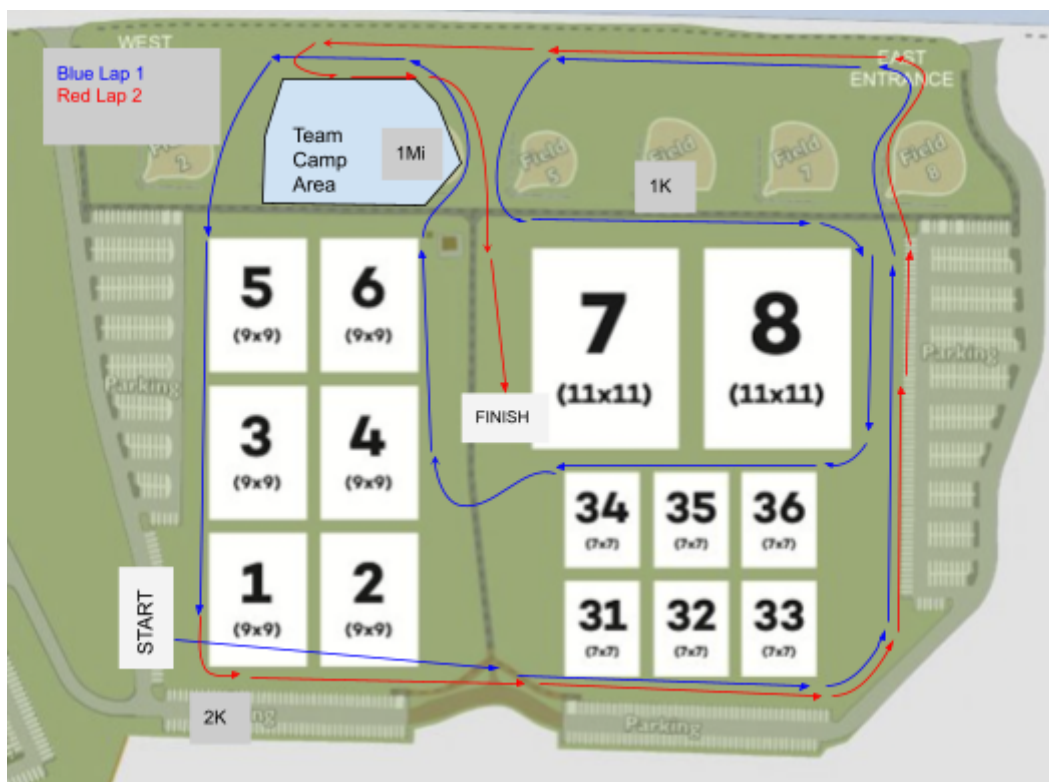 WEST
Blue Lap 1
Red Lap 2
EAST
ENTRANCE
Team
Camp
Area
1Mi
2
Field
5
1K
Field
7
Field
8
5
(9x9)
6
(9x9)
7
(11x11)
8
(11x11)
Parking
Parking
3
(9x9)
4
(9x9)
FINISH
34
(7x7)
35
(7x7)
36
(7x7)
START
1
(9x9)
2
(9x9)
31
(7x7)
32
(7x7)
33
(7x7)
2K
Parking